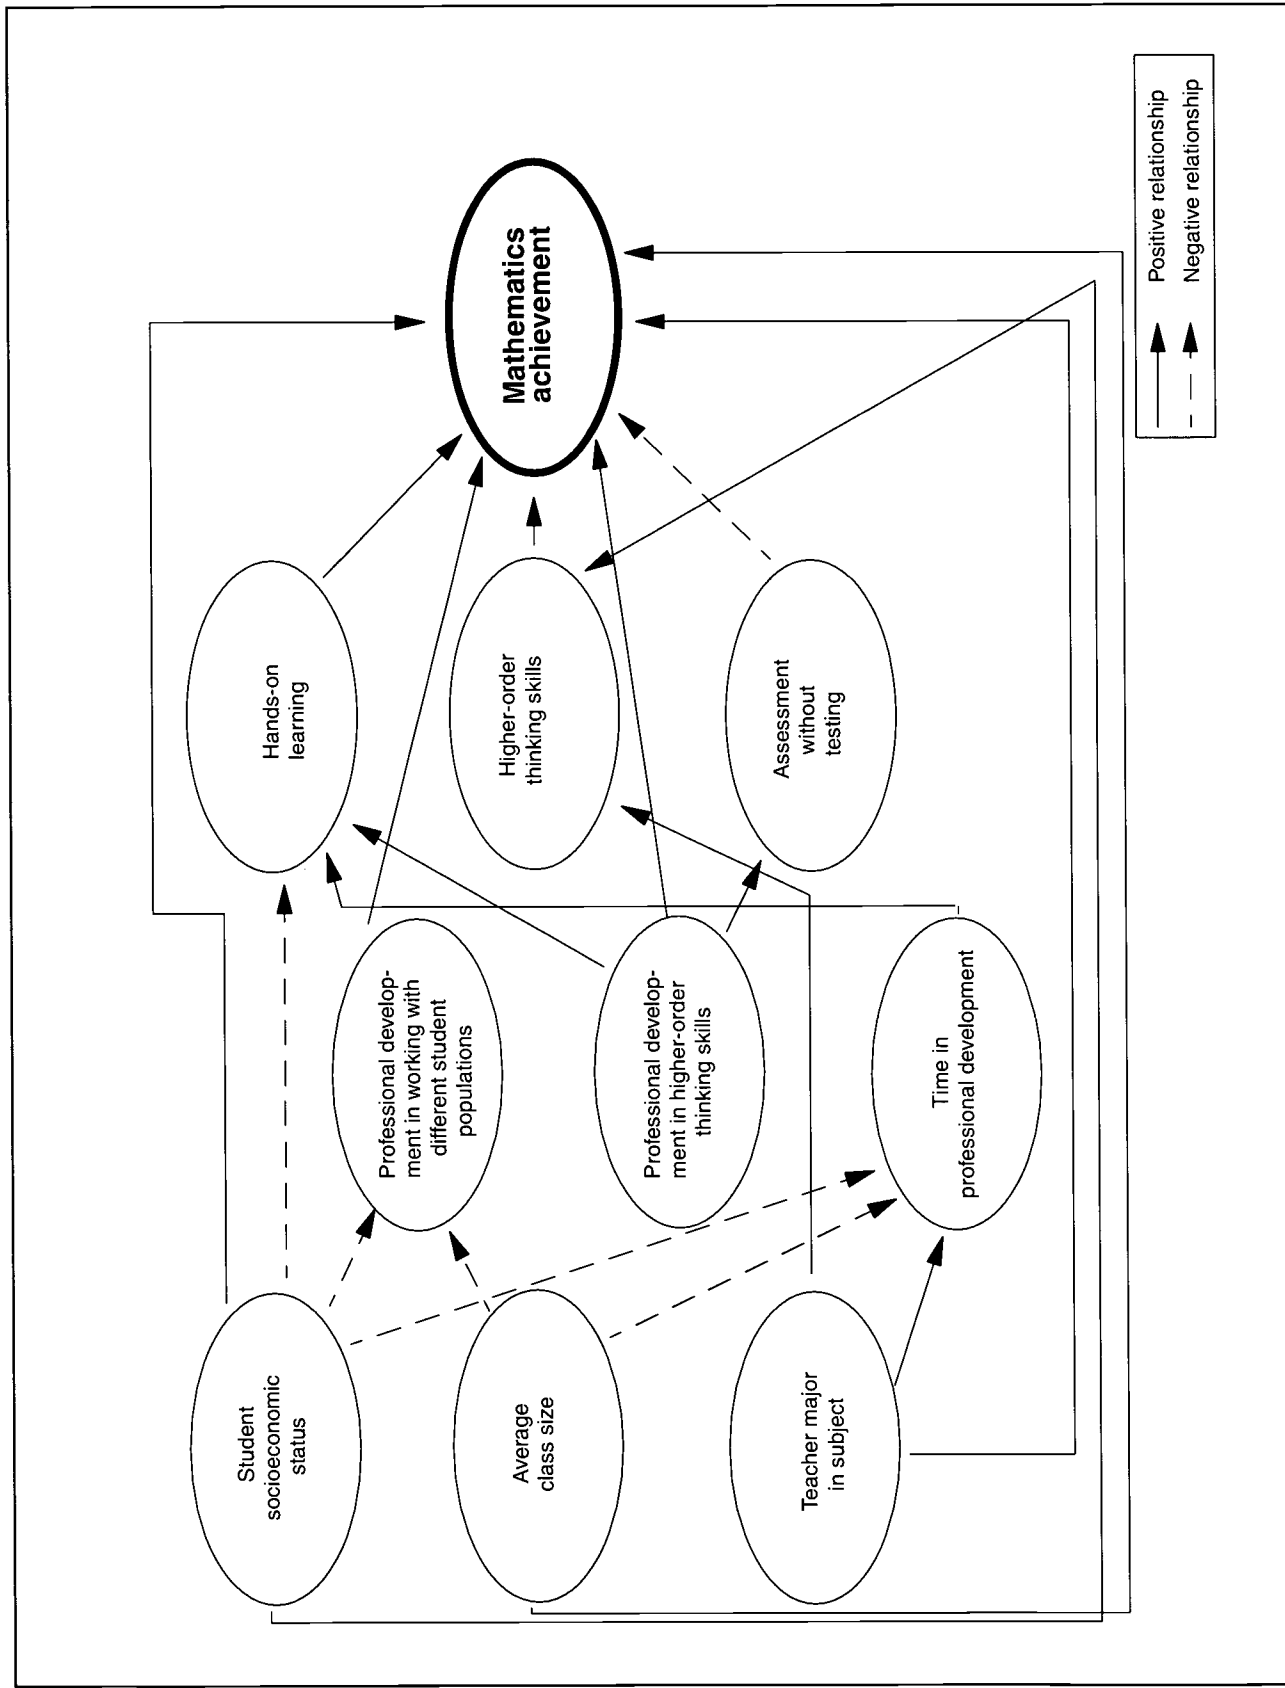 Student
socioeconomic
status
Average
class size
Teacher major
in subject
Professional develop-
ment in working with
different student
populations
Professional develop-
ment in higher-order
thinking skills
Time in
professional development
Hands-on
learning
Higher-order
thinking skills
Assessment
without
testing
Mathematics
achievement
Positive relationship
Negative relationship